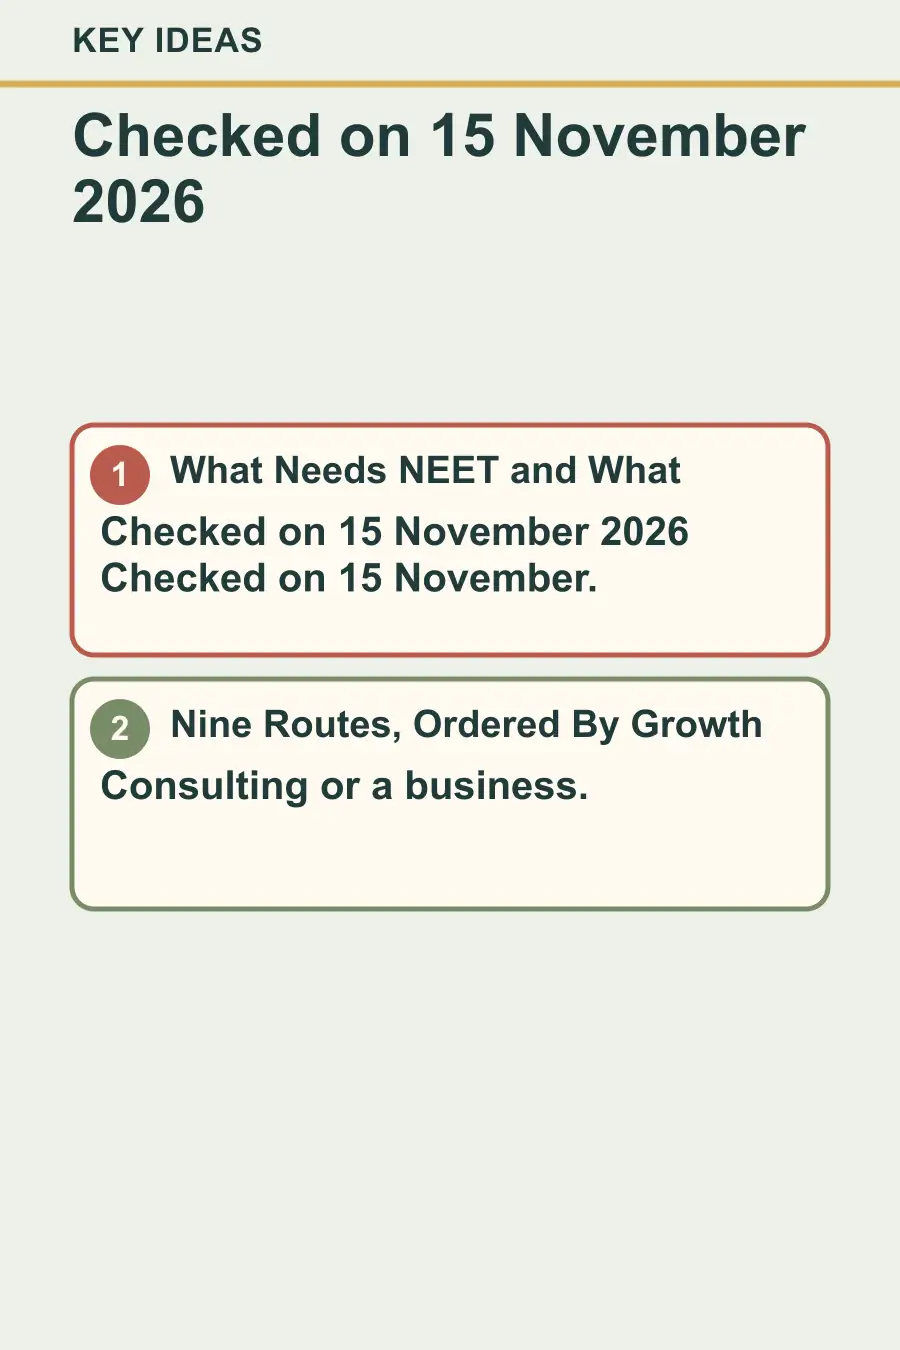 KEY IDEAS
Checked on 15 November
2026
1 What Needs NEET and What
Checked on 15 November 2026
Checked on 15 November.
2 Nine Routes, Ordered By Growth
Consulting or a business.